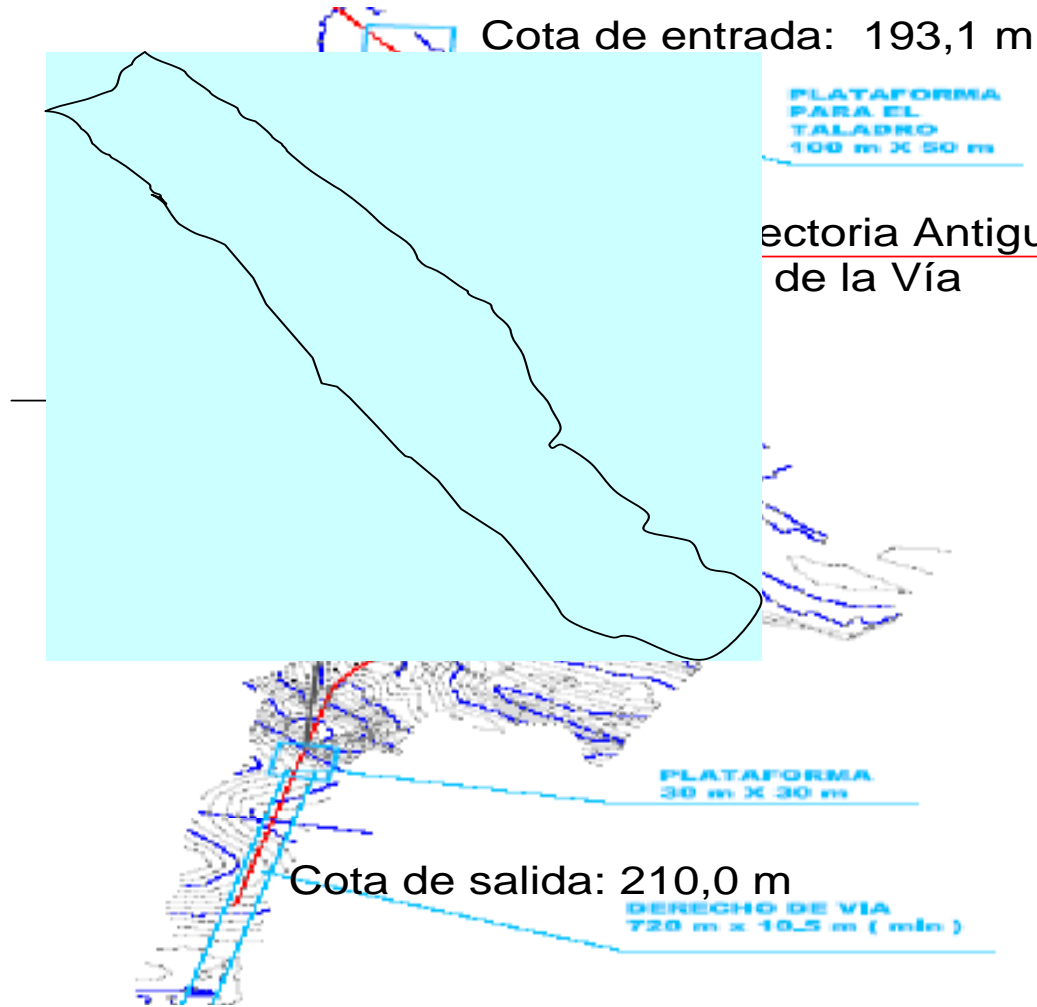 Cota de entrada: 193,1 m
PLATAFORMA
PARA EL
TALADRO
100 m X 50 m
ectoria Antigu
de la Vía
PLATAFORMA
30 m X 30 m
Cota de salida: 210,0 m
DERECHO DE VIA
720 m x 10.5 m ( min )